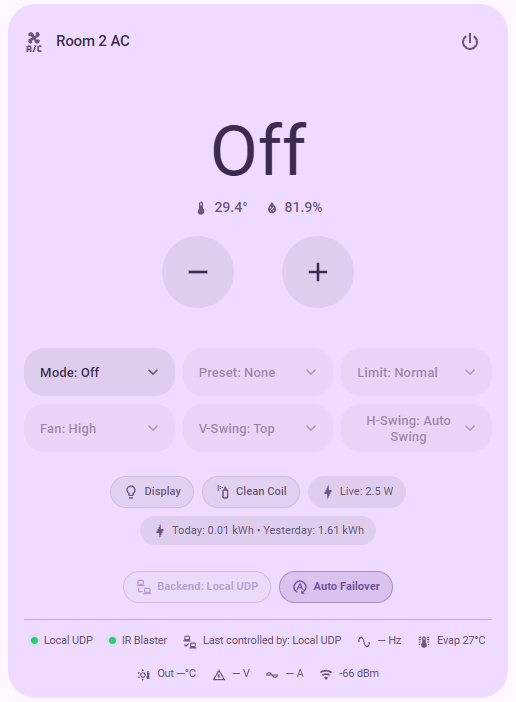 A/C Room 2 AC
Off
29.4° 81.9%
Mode: Off Preset: None Limit: Normal
Fan: High V-Swing: Top H-Swing: Auto
Swing
Display Clean Coil Live: 2.5 W
Today: 0.01 kWh • Yesterday: 1.61 kWh
Backend: Local UDP Auto Failover
Local UDP IR Blaster Last controlled by: Local UDP — Hz Evap 27°C
Out —°C — V — A -66 dBm